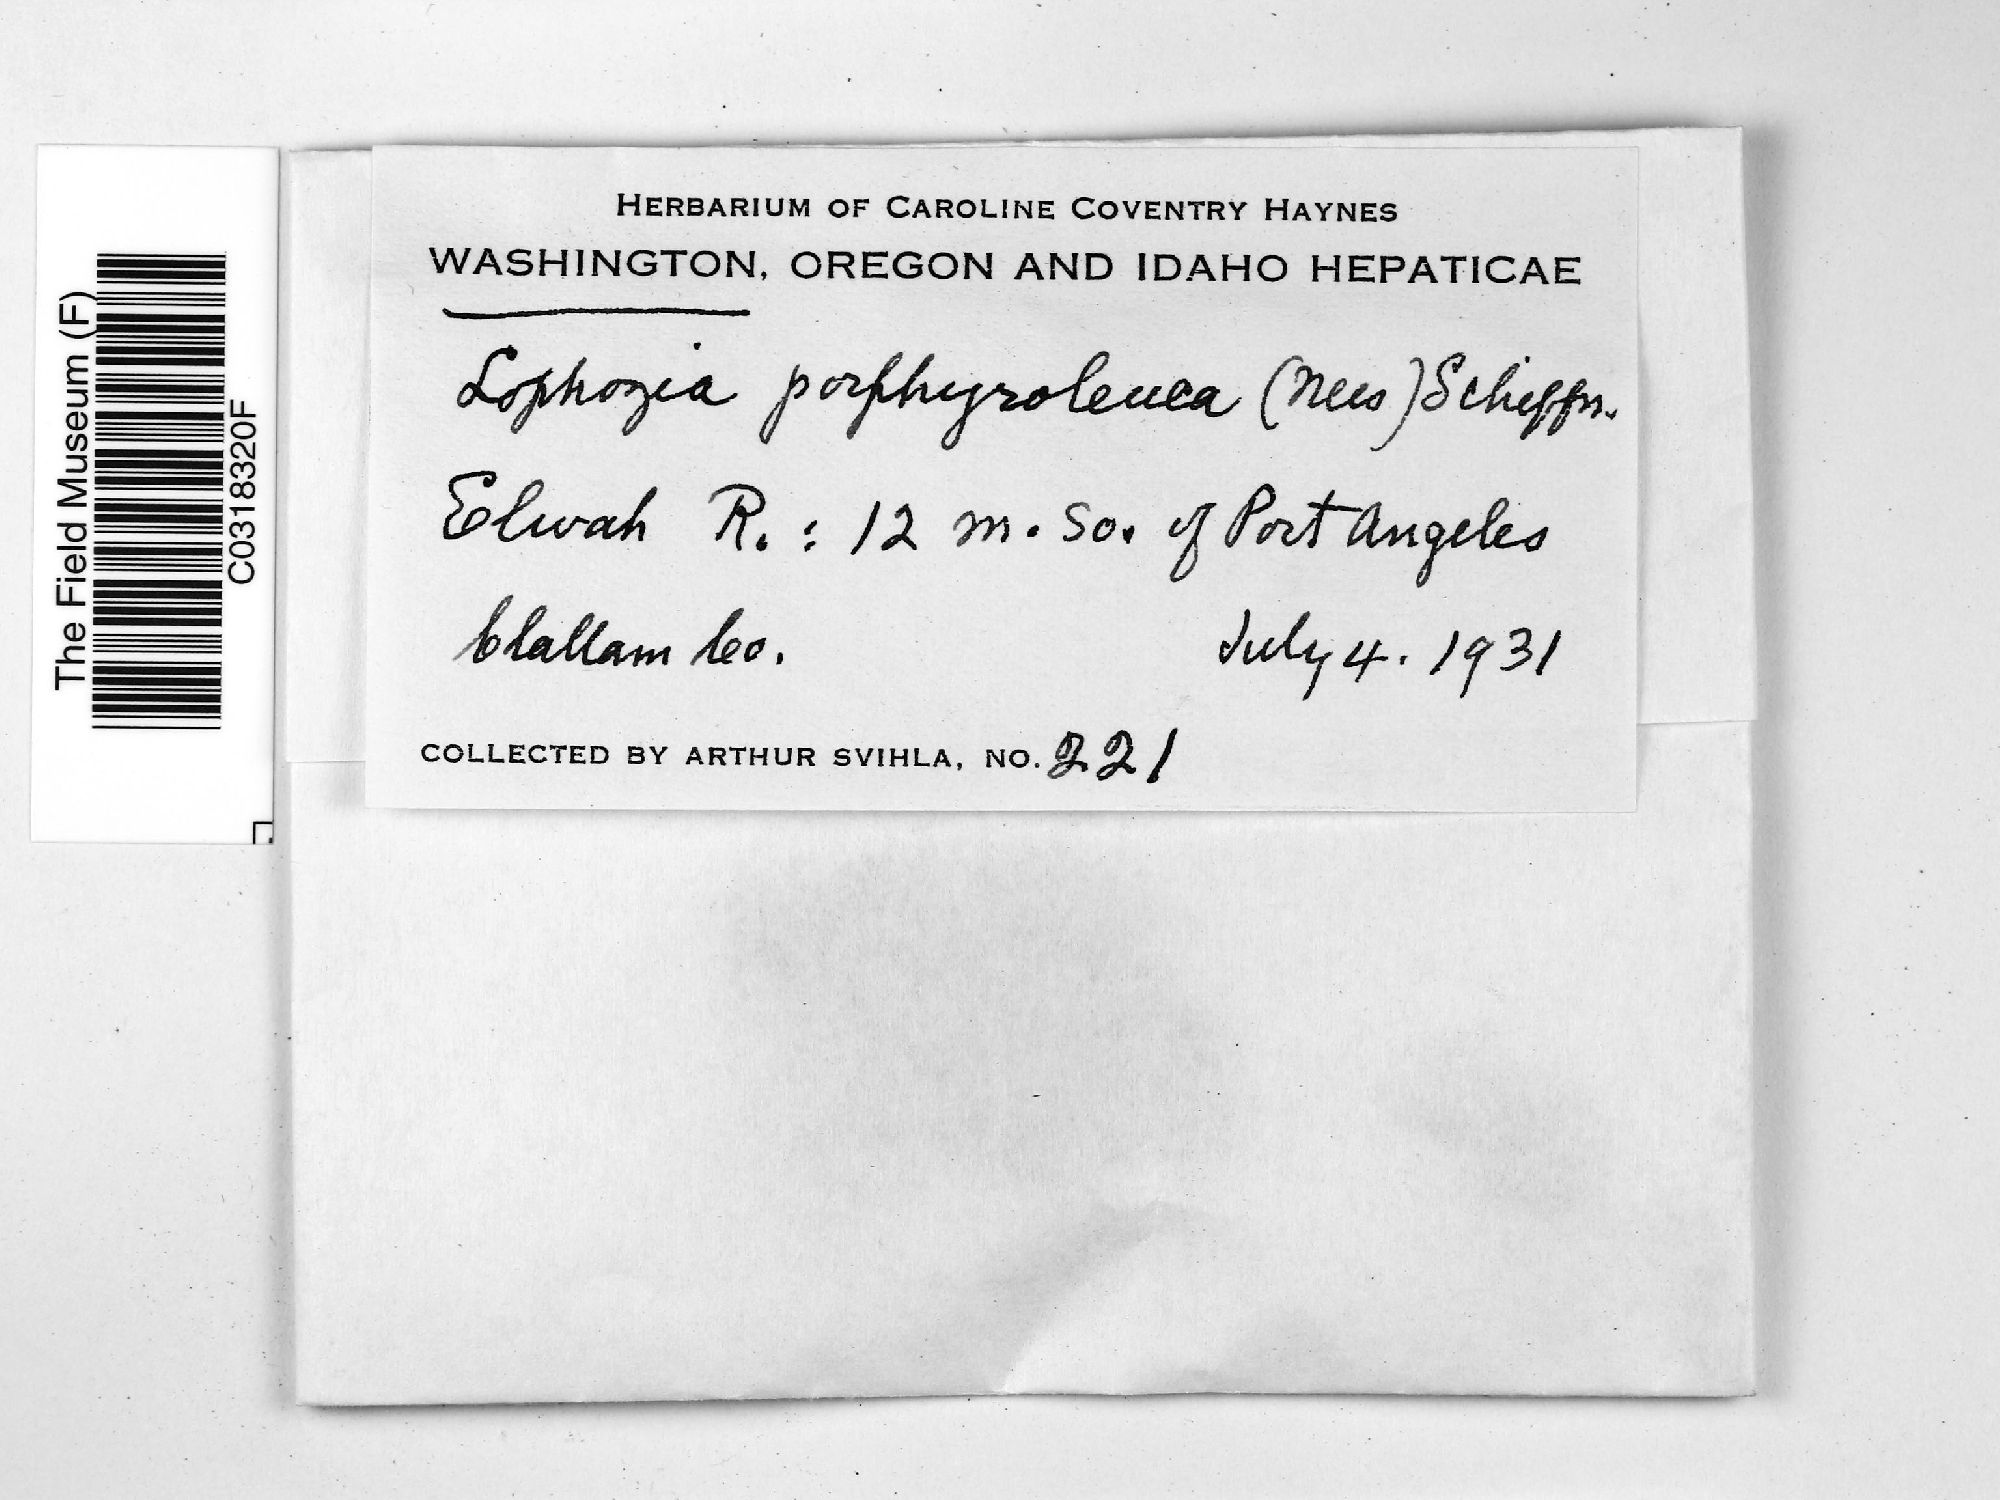 The Field Museum (F)
C0318320F
HERBARIUM OF CAROLINE COVENTRY HAYNES
WASHINGTON, OREGON AND IDAHO HEPATICAE
Lophozia porphyroleuca (Nees) Schiffn.
Elwah R. : 12 m. So. of Port Angeles
Clallam Co. July 4. 1931
COLLECTED BY ARTHUR SVIHLA, NO. 221